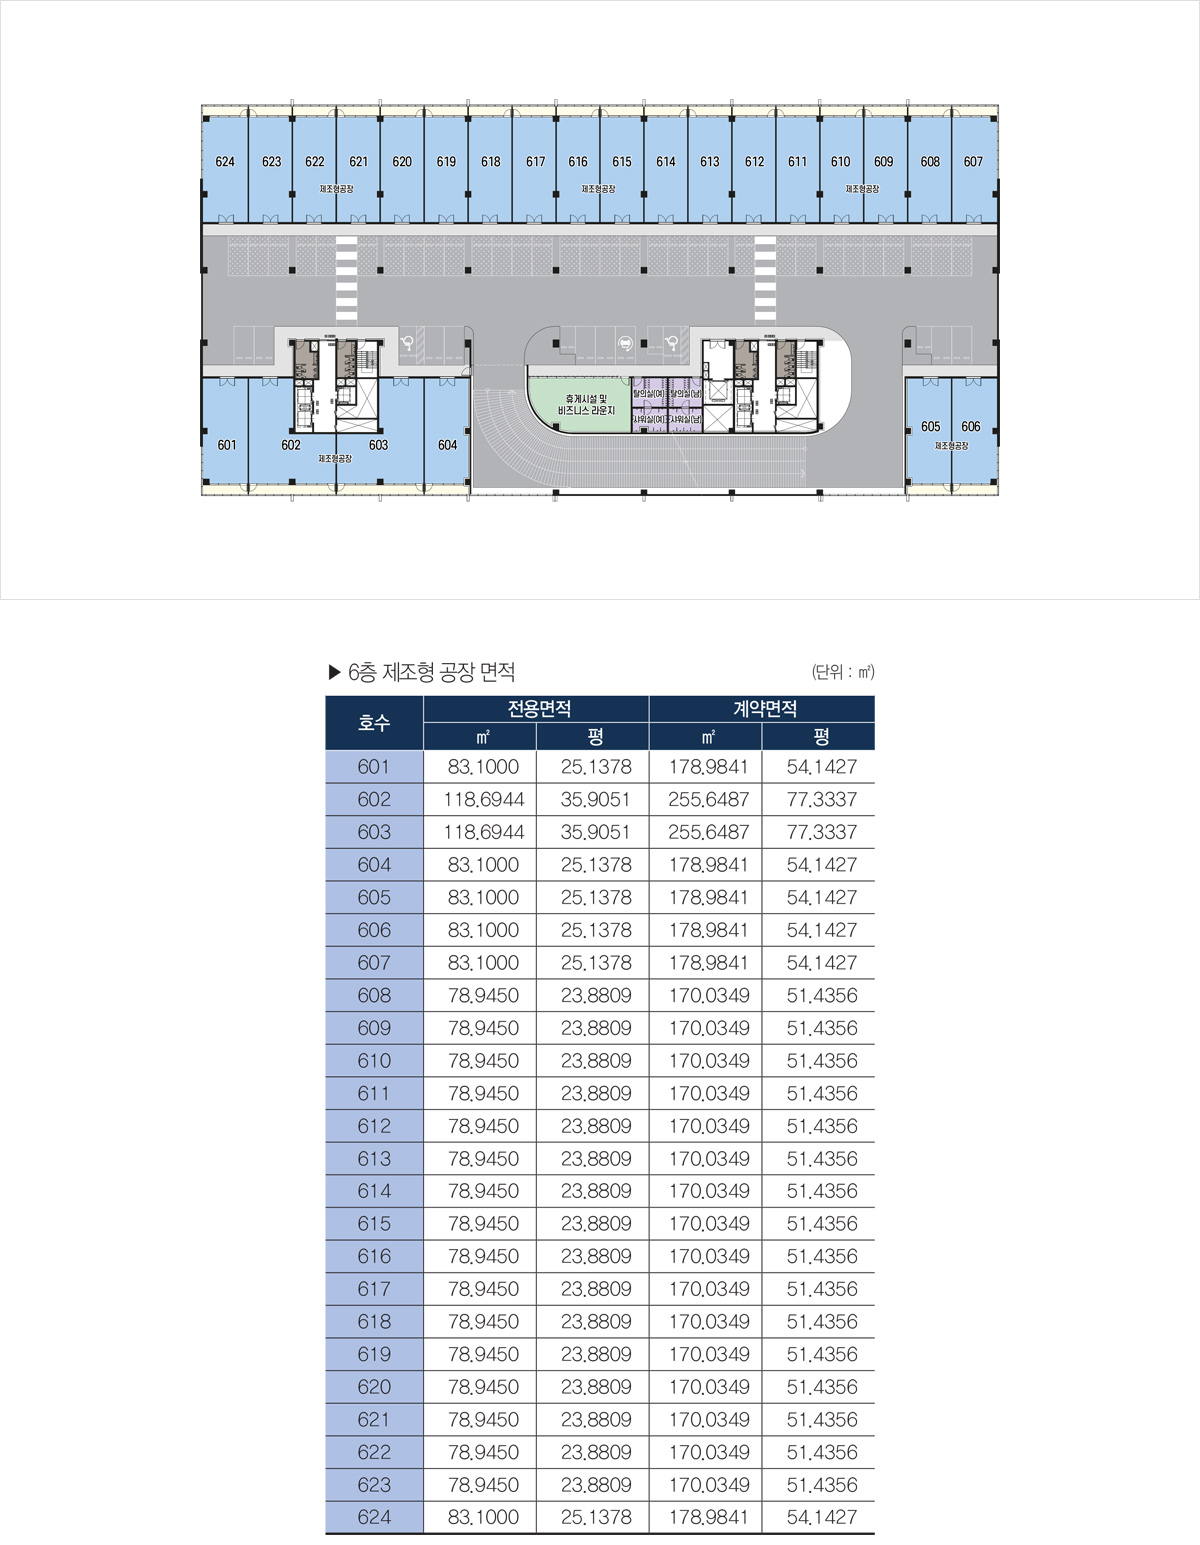 624 623 622 621 620 619 618 617 616 615 614 613 612 611 610 609 608 607
제조형공장 제조형공장 제조형공장
휴게시설 및
비즈니스 라운지
탈의실(여) 탈의실(남)
샤워실(여) 샤워실(남)
601 602 603 604 605 606
제조형공장 제조형공장
▶ 6층 제조형 공장 면적 (단위 : ㎡)
호수 전용면적 계약면적
㎡ 평 ㎡ 평
601 83.1000 25.1378 178.9841 54.1427
602 118.6944 35.9051 255.6487 77.3337
603 118.6944 35.9051 255.6487 77.3337
604 83.1000 25.1378 178.9841 54.1427
605 83.1000 25.1378 178.9841 54.1427
606 83.1000 25.1378 178.9841 54.1427
607 83.1000 25.1378 178.9841 54.1427
608 78.9450 23.8809 170.0349 51.4356
609 78.9450 23.8809 170.0349 51.4356
610 78.9450 23.8809 170.0349 51.4356
611 78.9450 23.8809 170.0349 51.4356
612 78.9450 23.8809 170.0349 51.4356
613 78.9450 23.8809 170.0349 51.4356
614 78.9450 23.8809 170.0349 51.4356
615 78.9450 23.8809 170.0349 51.4356
616 78.9450 23.8809 170.0349 51.4356
617 78.9450 23.8809 170.0349 51.4356
618 78.9450 23.8809 170.0349 51.4356
619 78.9450 23.8809 170.0349 51.4356
620 78.9450 23.8809 170.0349 51.4356
621 78.9450 23.8809 170.0349 51.4356
622 78.9450 23.8809 170.0349 51.4356
623 78.9450 23.8809 170.0349 51.4356
624 83.1000 25.1378 178.9841 54.1427